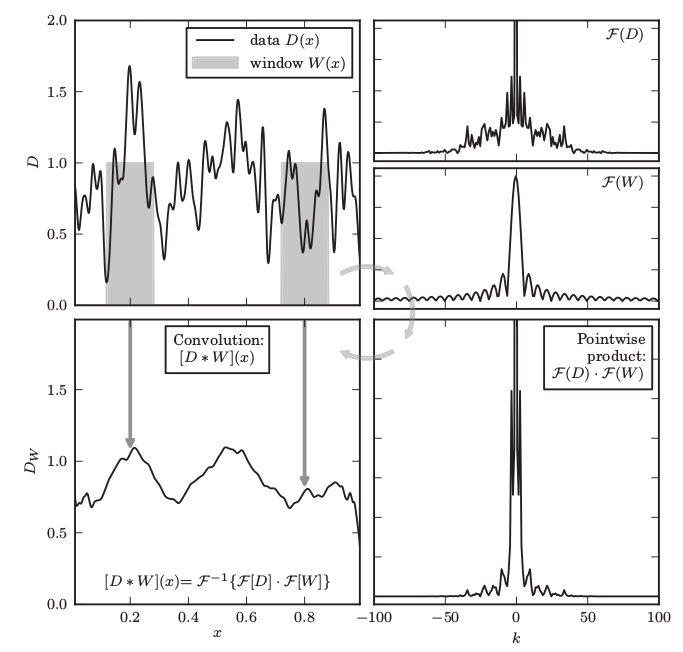 2.0
1.5
1.0
0.5
0.0
D
data D(x)
window W(x)
ℱ(D)
ℱ(W)
Convolution:
[D ∗ W](x)
1.5
1.0
0.5
0.0
D_W
[D ∗ W](x)= ℱ⁻¹{ℱ[D] · ℱ[W]}
0.2
0.4
0.6
0.8
x
Pointwise
product:
ℱ(D) · ℱ(W)
−100
−50
0
50
100
k